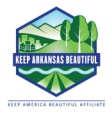 KEEP ARKANSAS BEAUTIFUL
KEEP AMERICA BEAUTIFUL AFFILIATE